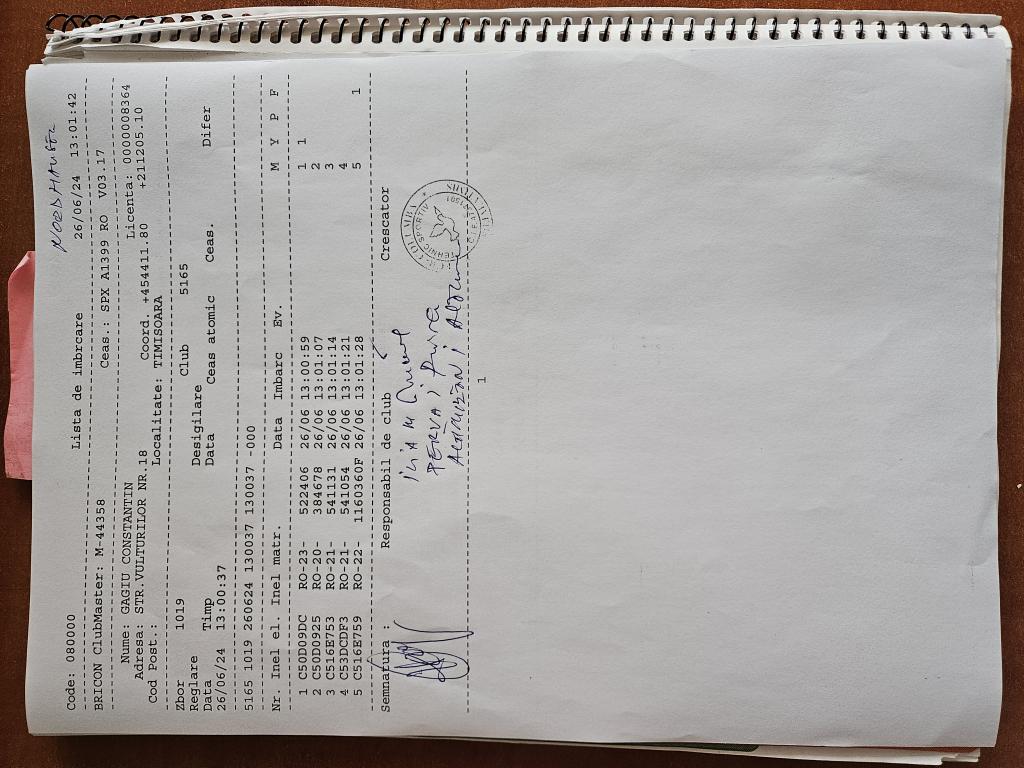 NORDHAUSEN
Code: 080000 Lista de imbrcare 26/06/24 13:01:42
BRICON ClubMaster: M-44358 Ceas.: SPX A1399 RO V03.17
Nume: GAGIU CONSTANTIN Licenta: 00000008364
Adresa: STR.VULTURILOR NR.18 Coord. +454411.80 +211205.10
Cod Post.: Localitate: TIMISOARA
Zbor 1019 Club 5165
Reglare Desigilare
Data Timp Data Ceas atomic Ceas. Difer
26/06/24 13:00:37
5165 1019 260624 130037 130037 -000
Nr. Inel el. Inel matr. Data Imbarc Ev. M Y P F
1 C50D09DC RO-23- 522406 26/06 13:00:59 1 1
2 C50D0925 RO-20- 384678 26/06 13:01:07 2
3 C516E753 RO-21- 541131 26/06 13:01:14 3
4 C53DCDF3 RO-21- 541054 26/06 13:01:21 4
5 C516E759 RO-22- 1160360F 26/06 13:01:28 5 1
Semnatura : Responsabil de club Crescator
COLUMBA
1